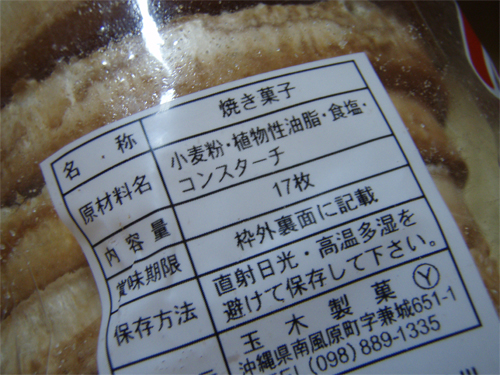 名称 焼き菓子
原材料名 小麦粉・植物性油脂・食塩・
コンスターチ
内容量 17枚
賞味期限 枠外裏面に記載
保存方法 直射日光・高温多湿を
避けて保存して下さい。
玉木製菓 Y
沖縄県南風原町字兼城651-1
TEL (098) 889-1335